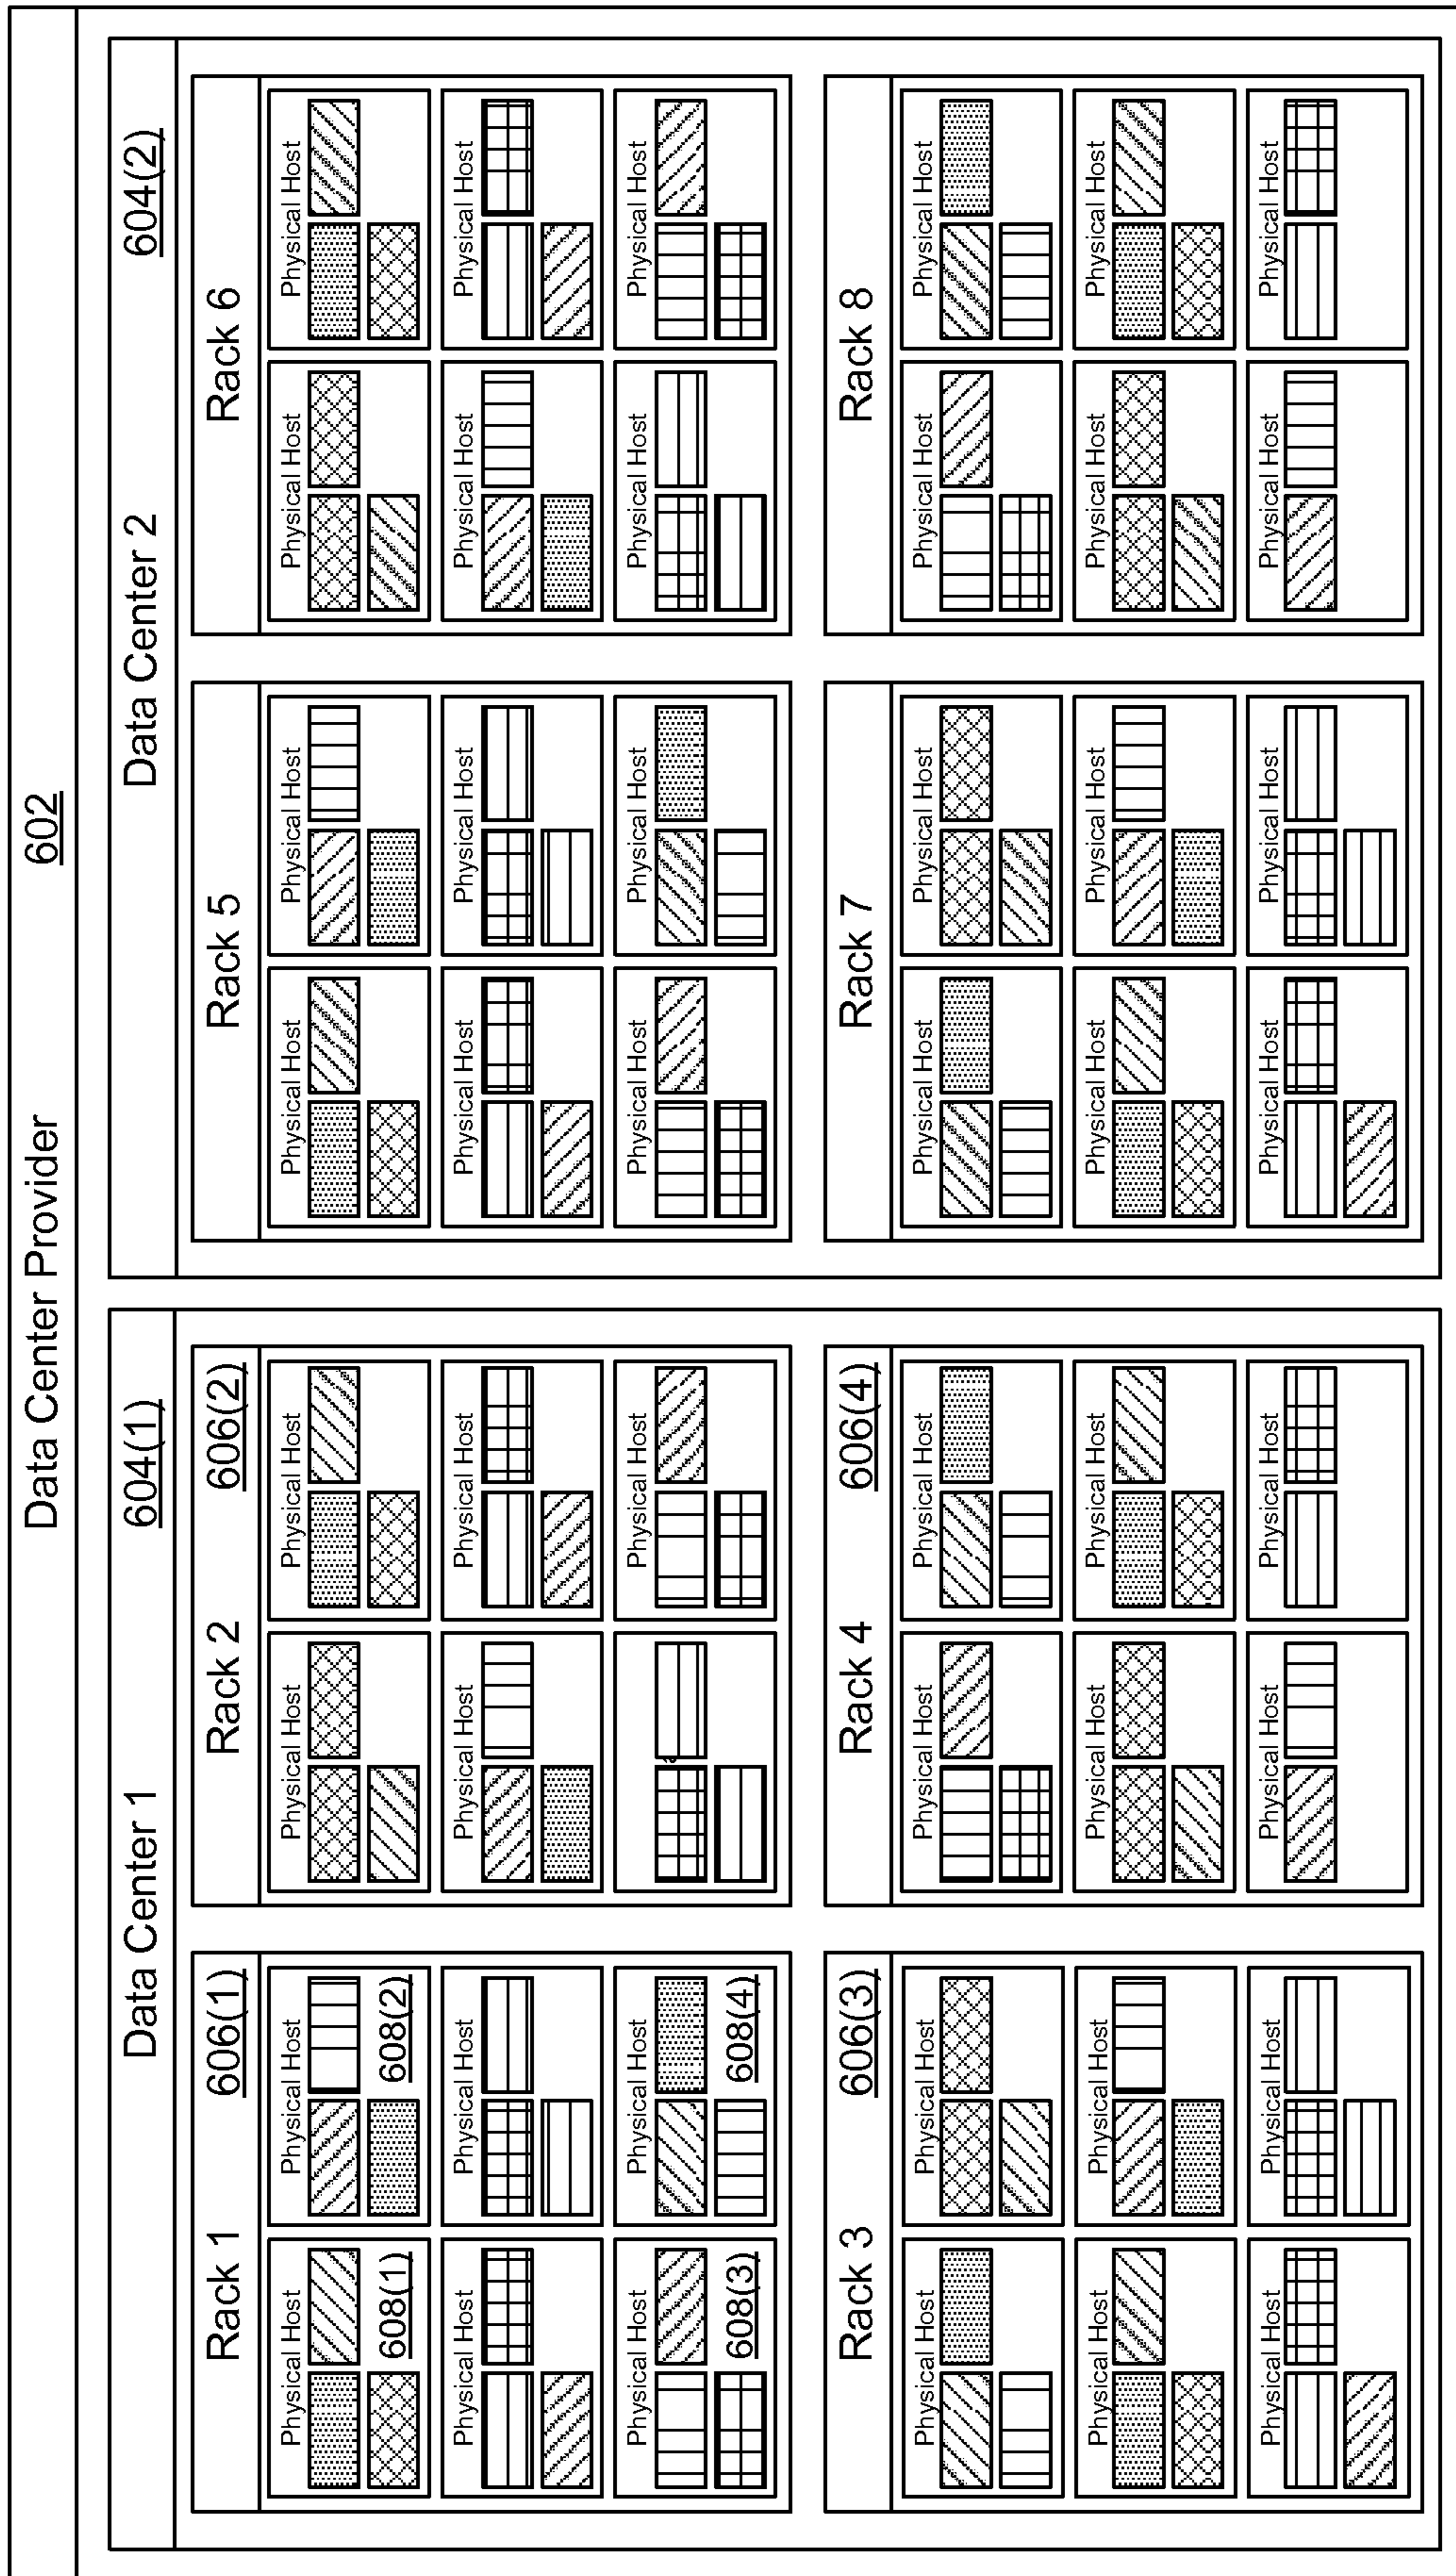 Data Center Provider
602
Data Center 1
604(1)
Rack 1
606(1)
Physical Host
608(1)
Physical Host
608(2)
Physical Host
Physical Host
Physical Host
608(3)
Physical Host
608(4)
Rack 2
606(2)
Physical Host
Physical Host
Physical Host
Physical Host
Physical Host
Rack 3
606(3)
Physical Host
Physical Host
Physical Host
Physical Host
Physical Host
Physical Host
Rack 4
606(4)
Physical Host
Physical Host
Physical Host
Physical Host
Physical Host
Physical Host
Data Center 2
604(2)
Rack 5
Physical Host
Physical Host
Physical Host
Physical Host
Physical Host
Physical Host
Rack 6
Physical Host
Physical Host
Physical Host
Physical Host
Physical Host
Physical Host
Rack 7
Physical Host
Physical Host
Physical Host
Physical Host
Physical Host
Physical Host
Rack 8
Physical Host
Physical Host
Physical Host
Physical Host
Physical Host
Physical Host